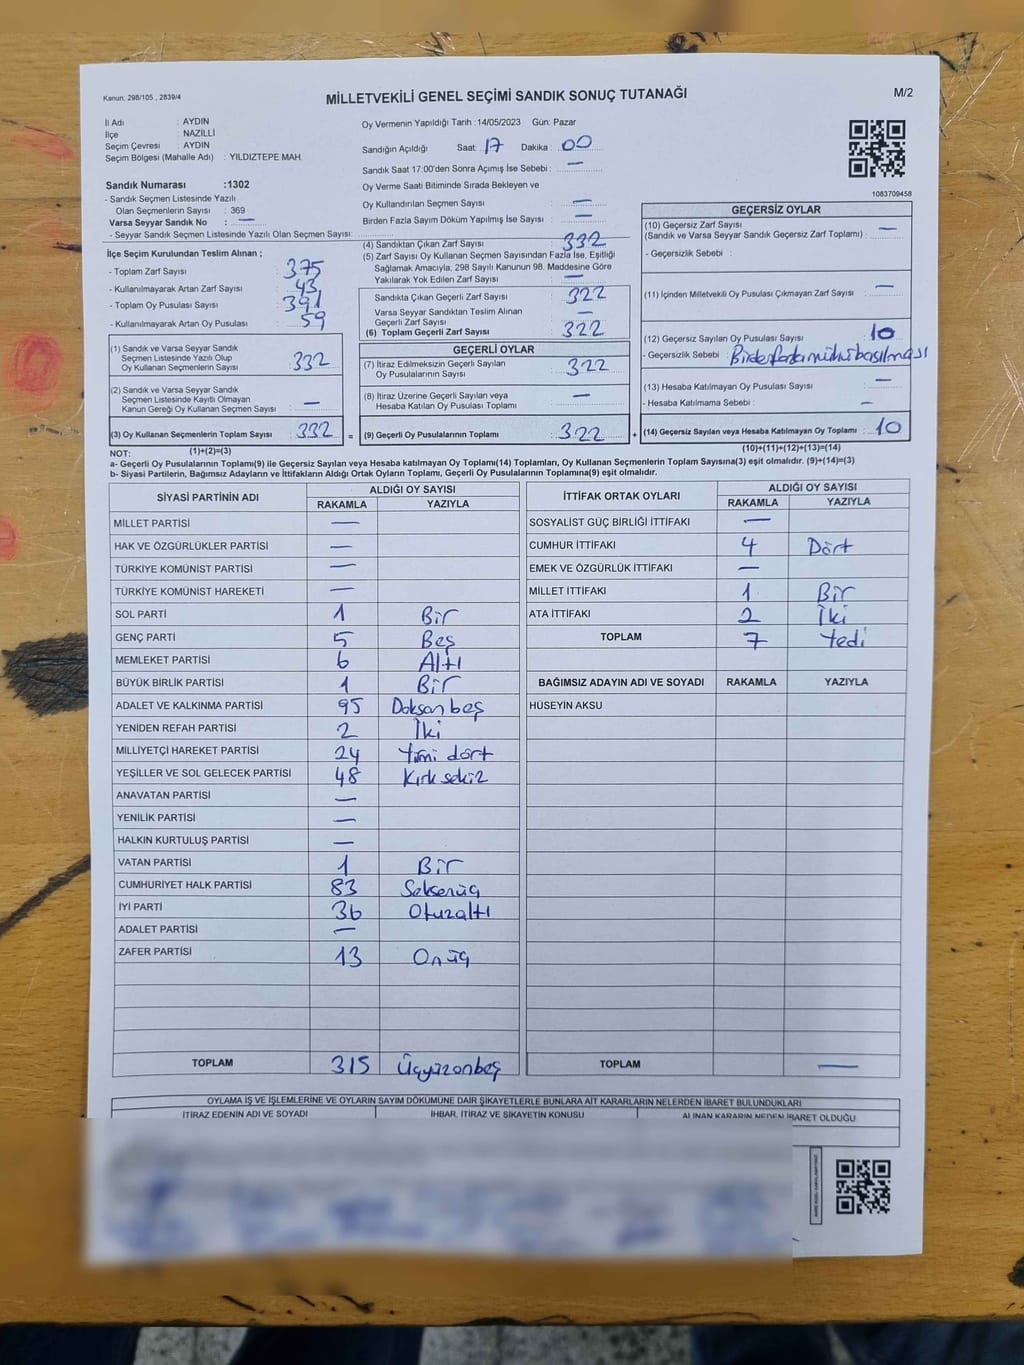 Kanun: 298/105 , 2839/4
MİLLETVEKİLİ GENEL SEÇİMİ SANDIK SONUÇ TUTANAĞI
M/2
İl Adı : AYDIN
İlçe : NAZİLLİ
Seçim Çevresi : AYDIN
Seçim Bölgesi (Mahalle Adı) : YILDIZTEPE MAH.
Sandık Numarası :1302
- Sandık Seçmen Listesinde Yazılı
Olan Seçmenlerin Sayısı : 369
Varsa Seyyar Sandık No : —
- Seyyar Sandık Seçmen Listesinde Yazılı Olan Seçmen Sayısı:
Oy Vermenin Yapıldığı Tarih :14/05/2023 Gün: Pazar
Sandığın Açıldığı Saat: 17 Dakika : 00
Sandık Saat 17:00'den Sonra Açımış İse Sebebi : —
Oy Verme Saati Bitiminde Sırada Bekleyen ve
Oy Kullandırılan Seçmen Sayısı : —
Birden Fazla Sayım Döküm Yapılmış İse Sayısı : —
1083709458
İlçe Seçim Kurulundan Teslim Alınan ;
- Toplam Zarf Sayısı : 375
- Kullanılmayarak Artan Zarf Sayısı : 43
- Toplam Oy Pusulası Sayısı : 391
- Kullanılmayarak Artan Oy Pusulası : 59
(1) Sandık ve Varsa Seyyar Sandık
Seçmen Listesinde Yazılı Olup
Oy Kullanan Seçmenlerin Sayısı : 332
(2) Sandık ve Varsa Seyyar Sandık
Seçmen Listesinde Kayıtlı Olmayan
Kanun Gereği Oy Kullanan Seçmen Sayısı : —
(3) Oy Kullanan Seçmenlerin Toplam Sayısı : 332 =
(4) Sandıktan Çıkan Zarf Sayısı : 332
(5) Zarf Sayısı Oy Kullanan Seçmen Sayısından Fazla İse, Eşitliği
Sağlamak Amacıyla, 298 Sayılı Kanunun 98. Maddesine Göre
Yakılarak Yok Edilen Zarf Sayısı : —
Sandıkta Çıkan Geçerli Zarf Sayısı : 322
Varsa Seyyar Sandıktan Teslim Alınan
Geçerli Zarf Sayısı : —
(6) Toplam Geçerli Zarf Sayısı : 322
GEÇERLİ OYLAR
(7) İtiraz Edilmeksizin Geçerli Sayılan
Oy Pusulalarının Sayısı : 322
(8) İtiraz Üzerine Geçerli Sayılan veya
Hesaba Katılan Oy Pusulası Toplamı : —
(9) Geçerli Oy Pusulalarının Toplamı : 322 +
GEÇERSİZ OYLAR
(10) Geçersiz Zarf Sayısı
(Sandık ve Varsa Seyyar Sandık Geçersiz Zarf Toplamı) : —
- Geçersizlik Sebebi :
(11) İçinden Milletvekili Oy Pusulası Çıkmayan Zarf Sayısı : —
(12) Geçersiz Sayılan Oy Pusulası Sayısı : 10
- Geçersizlik Sebebi : Birden fazla mühür basılması
(13) Hesaba Katılmayan Oy Pusulası Sayısı : —
- Hesaba Katılmama Sebebi : —
(14) Geçersiz Sayılan veya Hesaba Katılmayan Oy Toplamı : 10
NOT: (1)+(2)=(3)
(10)+(11)+(12)+(13)=(14)
a- Geçerli Oy Pusulalarının Toplamı(9) ile Geçersiz Sayılan veya Hesaba katılmayan Oy Toplamı(14) Toplamları, Oy Kullanan Seçmenlerin Toplam Sayısına(3) eşit olmalıdır. (9)+(14)=(3)
b- Siyasi Partilerin, Bağımsız Adayların ve İttifakların Aldığı Ortak Oyların Toplamı, Geçerli Oy Pusulalarının Toplamına(9) eşit olmalıdır.
SİYASİ PARTİNİN ADI ALDIĞI OY SAYISI
RAKAMLA YAZIYLA
MİLLET PARTİSİ —
HAK VE ÖZGÜRLÜKLER PARTİSİ —
TÜRKİYE KOMÜNİST PARTİSİ —
TÜRKİYE KOMÜNİST HAREKETİ —
SOL PARTİ 1 Bir
GENÇ PARTİ 5 Beş
MEMLEKET PARTİSİ 6 Altı
BÜYÜK BİRLİK PARTİSİ 1 Bir
ADALET VE KALKINMA PARTİSİ 95 Doksan beş
YENİDEN REFAH PARTİSİ 2 İki
MİLLİYETÇİ HAREKET PARTİSİ 24 Yirmi dört
YEŞİLLER VE SOL GELECEK PARTİSİ 48 Kırk sekiz
ANAVATAN PARTİSİ —
YENİLİK PARTİSİ —
HALKIN KURTULUŞ PARTİSİ —
VATAN PARTİSİ 1 Bir
CUMHURİYET HALK PARTİSİ 83 Seksenüç
İYİ PARTİ 36 Otuzaltı
ADALET PARTİSİ —
ZAFER PARTİSİ 13 Onüç
TOPLAM 315 Üçyüzonbeş
İTTİFAK ORTAK OYLARI ALDIĞI OY SAYISI
RAKAMLA YAZIYLA
SOSYALİST GÜÇ BİRLİĞİ İTTİFAKI —
CUMHUR İTTİFAKI 4 Dört
EMEK VE ÖZGÜRLÜK İTTİFAKI —
MİLLET İTTİFAKI 1 Bir
ATA İTTİFAKI 2 İki
TOPLAM 7 Yedi
BAĞIMSIZ ADAYIN ADI VE SOYADI RAKAMLA YAZIYLA
HÜSEYİN AKSU
TOPLAM —
OYLAMA İŞ VE İŞLEMLERİNE VE OYLARIN SAYIM DÖKÜMÜNE DAİR ŞİKAYETLERLE BUNLARA AİT KARARLARIN NELERDEN İBARET BULUNDUKLARI
İTİRAZ EDENİN ADI VE SOYADI İHBAR, İTİRAZ VE ŞİKAYETİN KONUSU ALINAN KARARIN NEDEN İBARET OLDUĞU